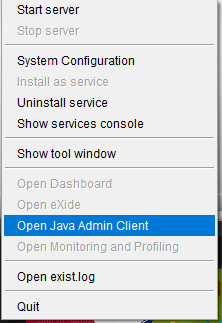 Start server
Stop server
System Configuration
Install as service
Uninstall service
Show services console
Show tool window
Open Dashboard
Open eXide
Open Java Admin Client
Open Monitoring and Profiling
Open exist.log
Quit